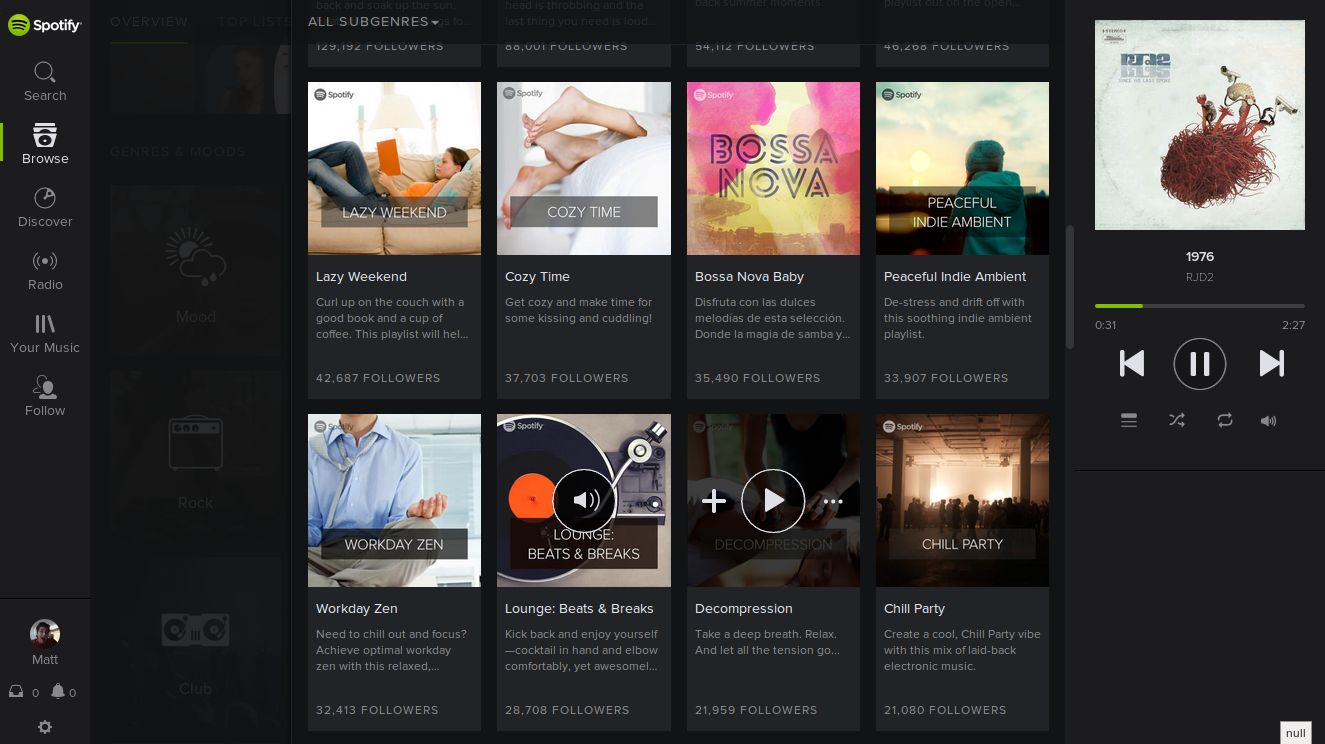 Spotify
Search
Browse
Discover
Radio
Your Music
Follow
Matt
0
0
OVERVIEW
TOP LISTS
GENRES & MOODS
Mood
Rock
Club
back and soak up the sun.
head is throbbing and the
last thing you need is loud...
back summer moments.
playlist out on the open...
ALL SUBGENRES
129,192 FOLLOWERS
88,001 FOLLOWERS
54,112 FOLLOWERS
46,268 FOLLOWERS
Spotify
LAZY WEEKEND
Lazy Weekend
Curl up on the couch with a
good book and a cup of
coffee. This playlist will hel...
42,687 FOLLOWERS
Spotify
COZY TIME
Cozy Time
Get cozy and make time for
some kissing and cuddling!
37,703 FOLLOWERS
Spotify
BOSSA
NOVA
Bossa Nova Baby
Disfruta con las dulces
melodías de esta selección.
Donde la magia de samba y...
35,490 FOLLOWERS
Spotify
PEACEFUL
INDIE AMBIENT
Peaceful Indie Ambient
De-stress and drift off with
this soothing indie ambient
playlist.
33,907 FOLLOWERS
Spotify
WORKDAY ZEN
Workday Zen
Need to chill out and focus?
Achieve optimal workday
zen with this relaxed,...
32,413 FOLLOWERS
Spotify
LOUNGE:
BEATS & BREAKS
Lounge: Beats & Breaks
Kick back and enjoy yourself
—cocktail in hand and elbow
comfortably, yet awesomel...
28,708 FOLLOWERS
Spotify
DECOMPRESSION
Decompression
Take a deep breath. Relax.
And let all the tension go...
21,959 FOLLOWERS
Spotify
CHILL PARTY
Chill Party
Create a cool, Chill Party vibe
with this mix of laid-back
electronic music.
21,080 FOLLOWERS
RJD2
SINCE WE LAST SPOKE
1976
RJD2
0:31
2:27
null